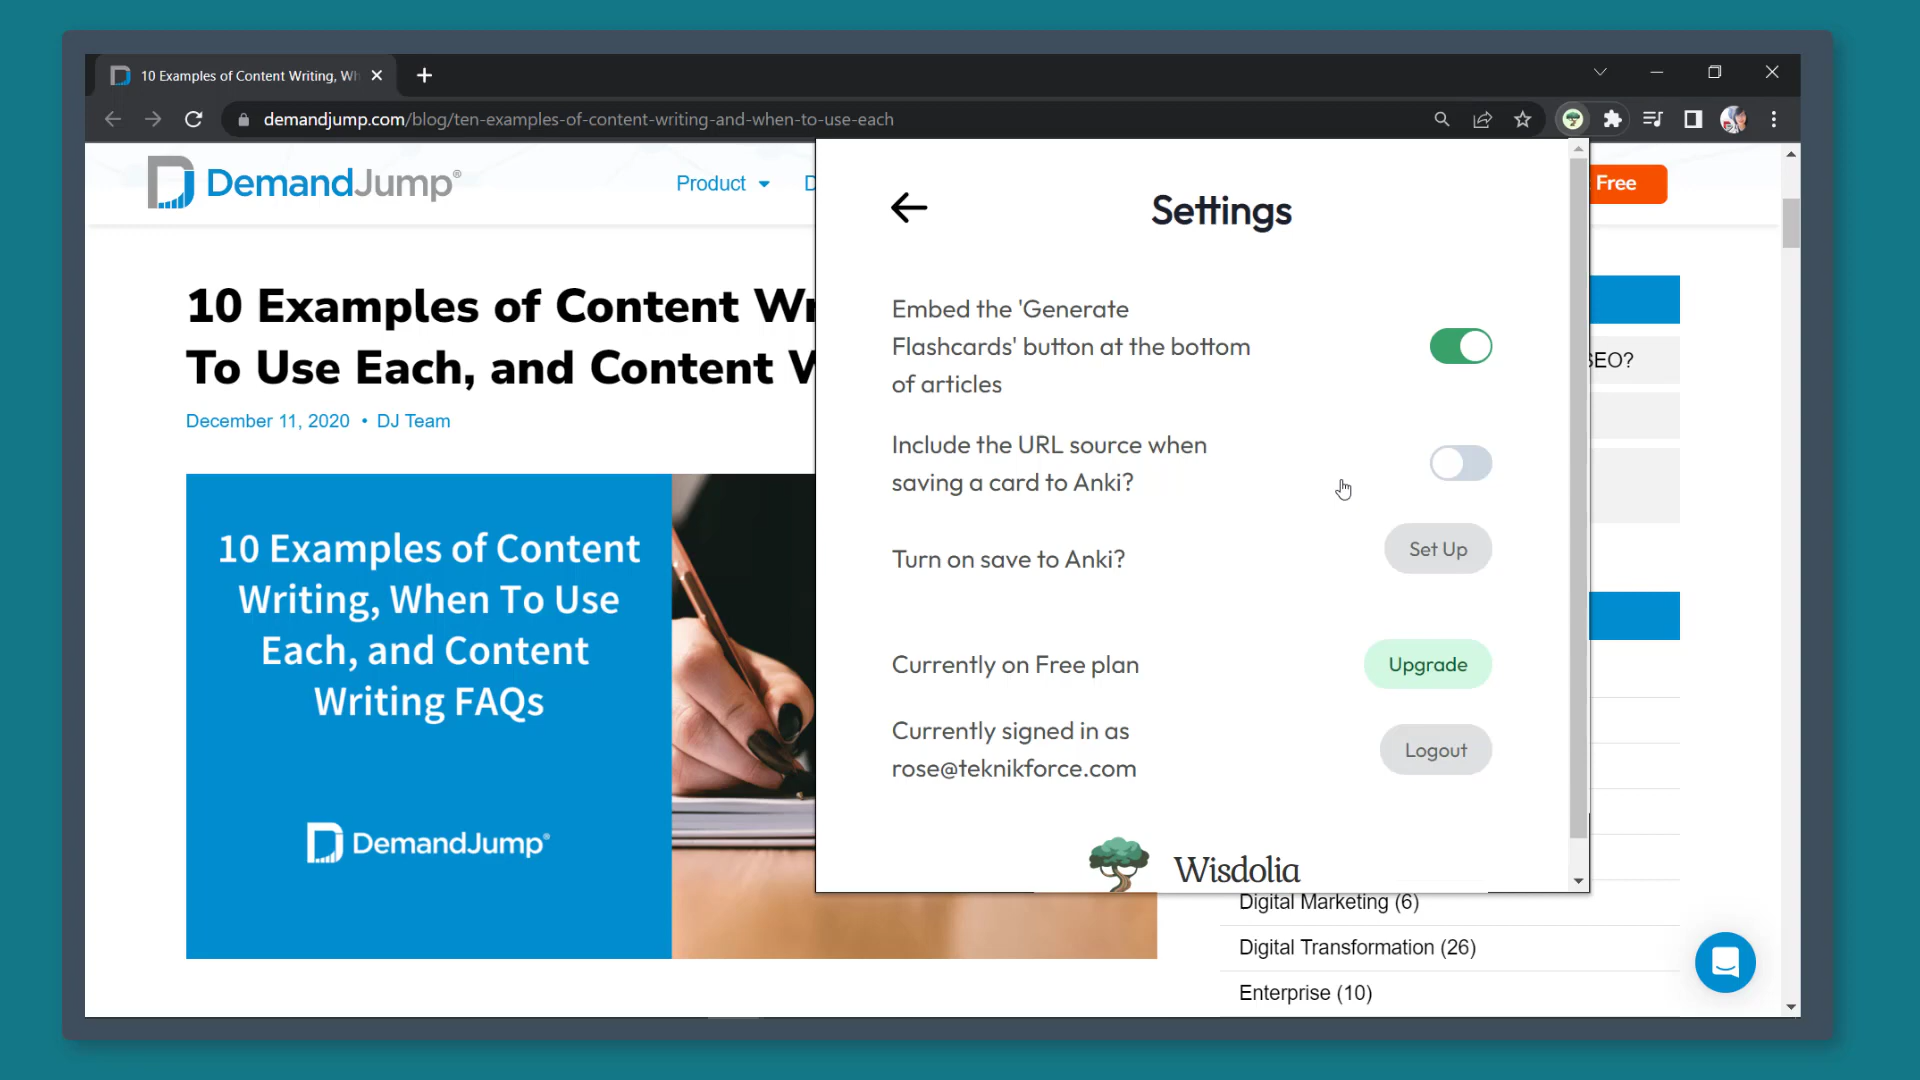 10 Examples of Content Writing, Wh
demandjump.com/blog/ten-examples-of-content-writing-and-when-to-use-each
DemandJump®
Product
Free
Settings
Embed the 'Generate
Flashcards' button at the bottom
of articles
Include the URL source when
saving a card to Anki?
Turn on save to Anki?
Set Up
Currently on Free plan
Upgrade
Currently signed in as
rose@teknikforce.com
Logout
Wisdolia
10 Examples of Content Wr
To Use Each, and Content W
December 11, 2020 • DJ Team
10 Examples of Content
Writing, When To Use
Each, and Content
Writing FAQs
DemandJump®
SEO?
Digital Marketing (6)
Digital Transformation (26)
Enterprise (10)